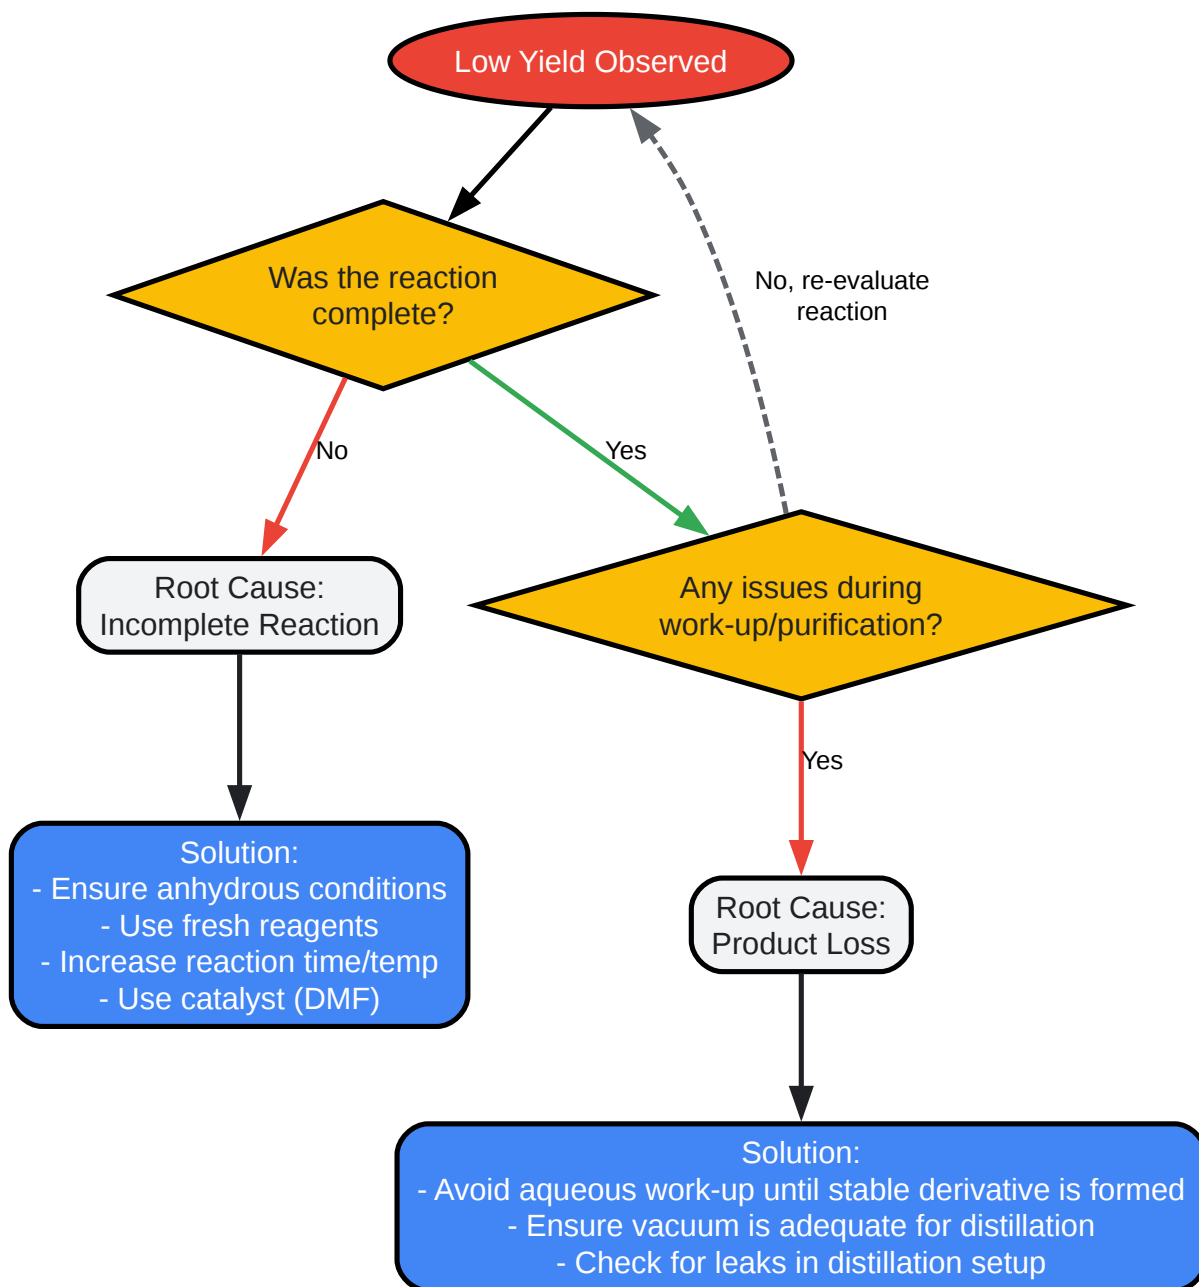 Low Yield Observed
Was the reaction
complete?
No, re-evaluate
reaction
No
Yes
Root Cause:
Incomplete Reaction
Any issues during
work-up/purification?
Yes
Solution:
- Ensure anhydrous conditions
- Use fresh reagents
- Increase reaction time/temp
- Use catalyst (DMF)
Root Cause:
Product Loss
Solution:
- Avoid aqueous work-up until stable derivative is formed
- Ensure vacuum is adequate for distillation
- Check for leaks in distillation setup